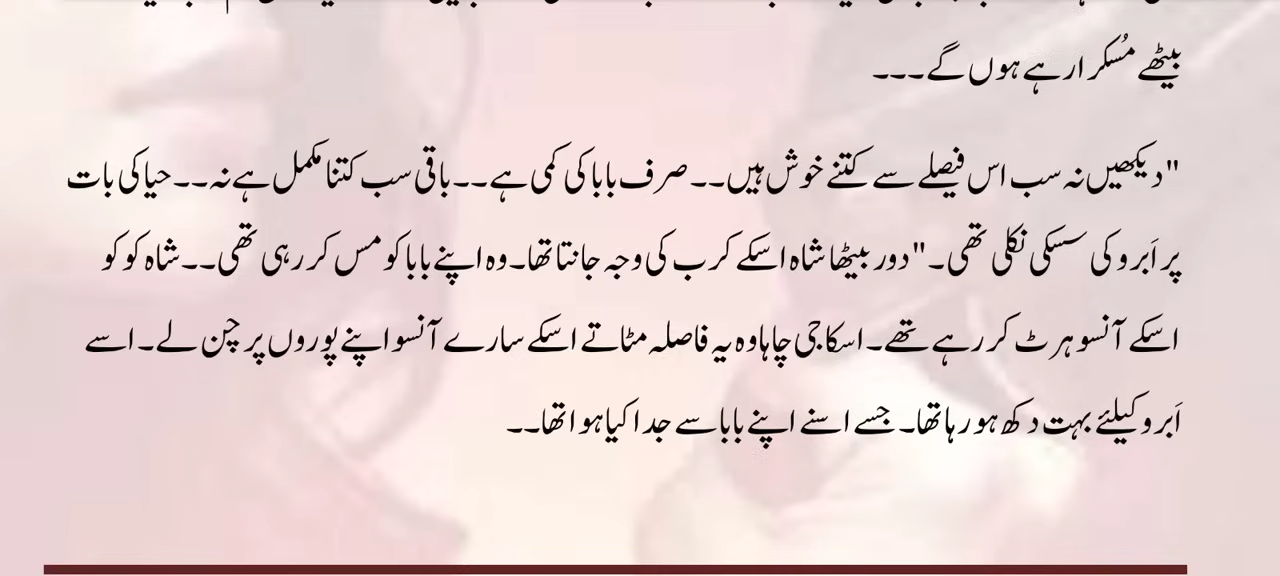 بیٹھے مُسکرا رہے ہوں گے۔۔۔
"دیکھیں نہ سب اس فیصلے سے کتنے خوش ہیں۔۔ صرف بابا کی کمی ہے۔۔ باقی سب کتنا مکمل ہے نہ۔۔ حیا کی بات
پر اَبرو کی سسکی نکلی تھی۔" دور بیٹھا شاہ اسکے کرب کی وجہ جانتا تھا۔ وہ اپنے بابا کو مس کر رہی تھی۔۔ شاہ کو کو
اسکے آنسو ہرٹ کر رہے تھے۔ اسکا جی چاہا وہ یہ فاصلہ مٹاتے اسکے سارے آنسو اپنے پوروں پر چن لے۔ اسے
اَبرو کیلئے بہت دکھ ہو رہا تھا۔ جسے اسنے اپنے بابا سے جدا کیا ہوا تھا۔۔